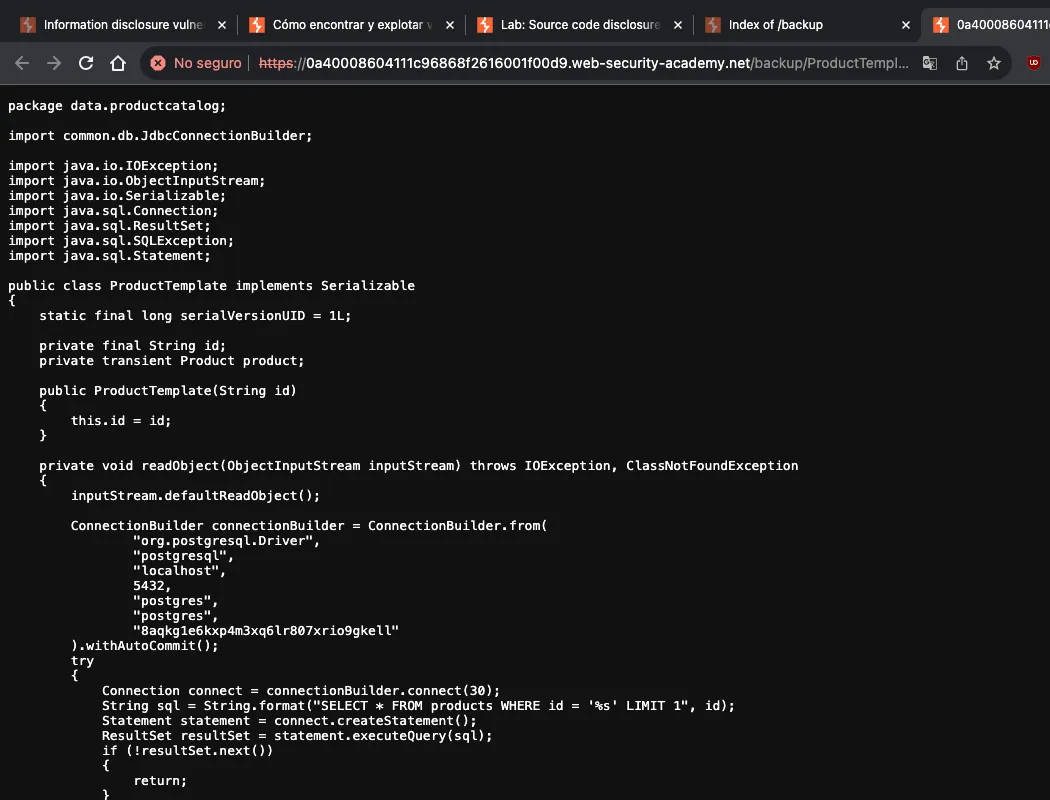 Information disclosure vulne
Cómo encontrar y explotar v
Lab: Source code disclosure
Index of /backup
0a40008604111c
No seguro
https://0a40008604111c96868f2616001f00d9.web-security-academy.net/backup/ProductTempl...
package data.productcatalog;
import common.db.JdbcConnectionBuilder;
import java.io.IOException;
import java.io.ObjectInputStream;
import java.io.Serializable;
import java.sql.Connection;
import java.sql.ResultSet;
import java.sql.SQLException;
import java.sql.Statement;
public class ProductTemplate implements Serializable
{
    static final long serialVersionUID = 1L;
    private final String id;
    private transient Product product;
    public ProductTemplate(String id)
    {
        this.id = id;
    }
    private void readObject(ObjectInputStream inputStream) throws IOException, ClassNotFoundException
    {
        inputStream.defaultReadObject();
        ConnectionBuilder connectionBuilder = ConnectionBuilder.from(
                "org.postgresql.Driver",
                "postgresql",
                "localhost",
                5432,
                "postgres",
                "postgres",
                "8aqkg1e6kxp4m3xq6lr807xrio9gkell"
        ).withAutoCommit();
        try
        {
            Connection connect = connectionBuilder.connect(30);
            String sql = String.format("SELECT * FROM products WHERE id = '%s' LIMIT 1", id);
            Statement statement = connect.createStatement();
            ResultSet resultSet = statement.executeQuery(sql);
            if (!resultSet.next())
            {
                return;
            }